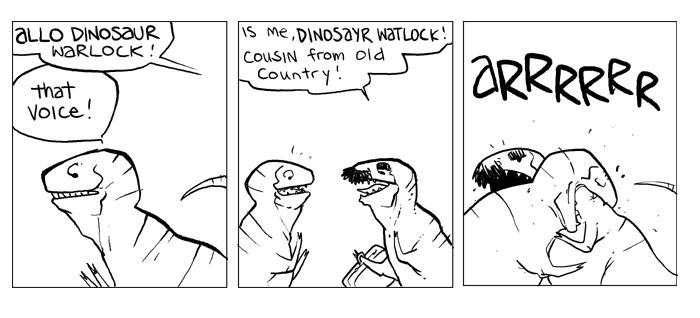 ALLO DINOSAUR
WARLOCK!
that
VOICE!
IS me, DINOSAYR WATLOCK!
COUSIN from Old
Country!
ARRRRRR